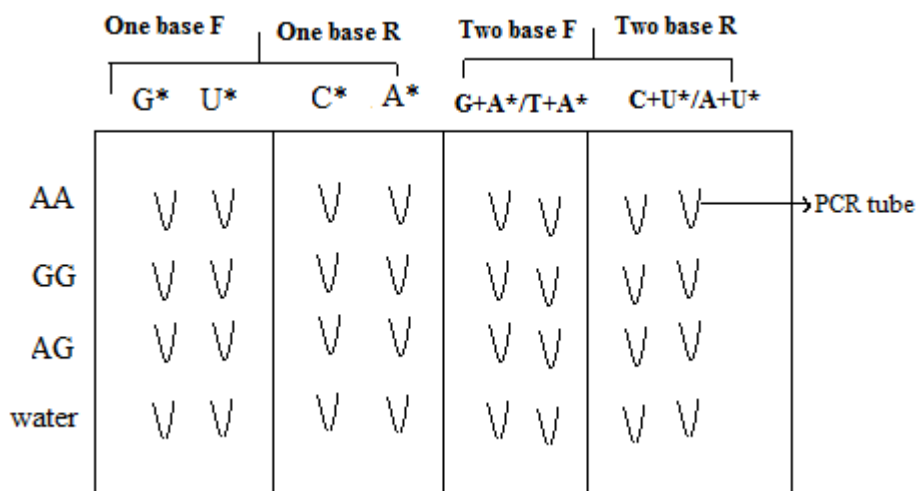 One base F One base R Two base F Two base R
G* U* C* A* G+A*/T+A* C+U*/A+U*
AA
PCR tube
GG
AG
water